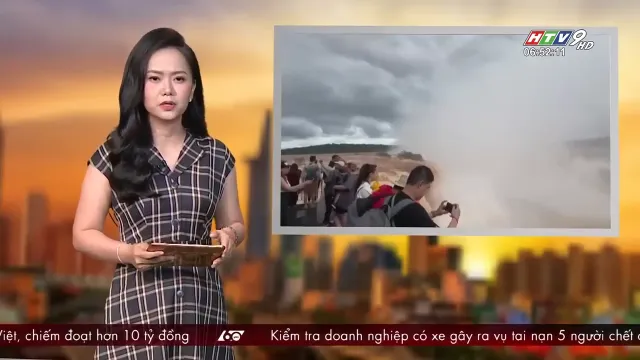 HTV9 HD
06:52:11
Việt, chiếm đoạt hơn 10 tỷ đồng
60
Kiểm tra doanh nghiệp có xe gây ra vụ tai nạn 5 người chết